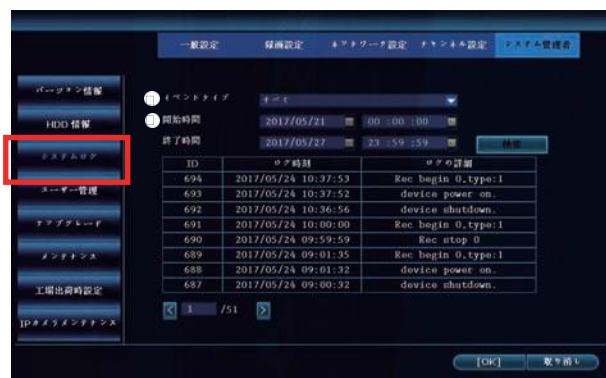 一般設定 録画設定 ネットワーク設定 チャンネル設定 システム管理者
バージョン情報
HDD 情報
システムログ
ユーザー管理
アップグレード
メンテナンス
工場出荷時設定
IPカメラメンテナンス
イベントタイプ すべて
開始時間 2017/05/21 00 :00 :00
終了時間 2017/05/27 23 :59 :59 検索
ID ログ時刻 ログの詳細
694 2017/05/24 10:37:53 Rec begin 0,type:1
693 2017/05/24 10:37:52 device power on.
692 2017/05/24 10:36:56 device shutdown.
691 2017/05/24 10:00:00 Rec begin 0,type:1
690 2017/05/24 09:59:59 Rec stop 0
689 2017/05/24 09:01:35 Rec begin 0,type:1
688 2017/05/24 09:01:32 device power on.
687 2017/05/24 09:00:32 device shutdown.
< 1 /51 >
[OK] 取り消し